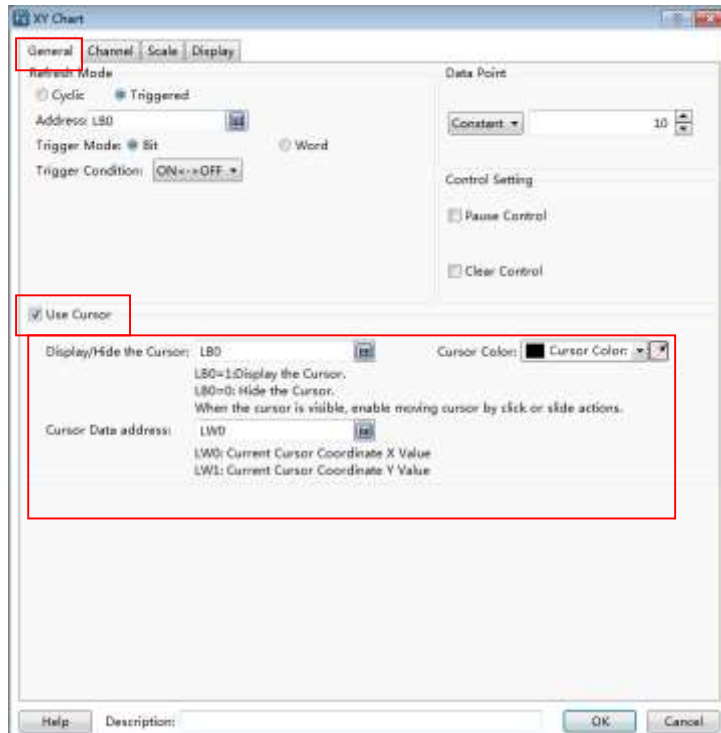 XY Chart
General Channel Scale Display
Refresh Mode
Cyclic Triggered
Address: LB0
Trigger Mode: Bit Word
Trigger Condition: ON<->OFF
Data Point
Constant 10
Control Setting
Pause Control
Clear Control
Use Cursor
Display/Hide the Cursor: LB0 Cursor Color: Cursor Color:
LB0=1:Display the Cursor.
LB0=0: Hide the Cursor.
When the cursor is visible, enable moving cursor by click or slide actions.
Cursor Data address: LW0
LW0: Current Cursor Coordinate X Value
LW1: Current Cursor Coordinate Y Value
Help Description: OK Cancel